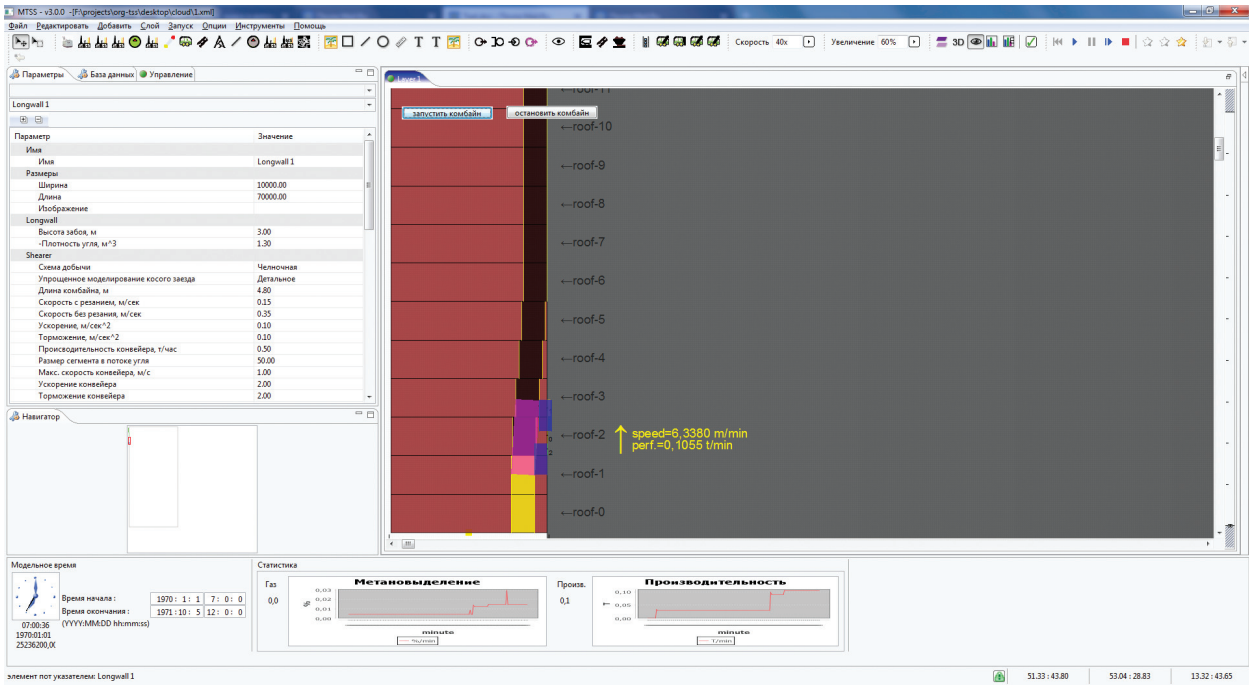 MTSS - v3.0.0 -[F:\projects\org-tss\desktop\cloud\1.xml]
Файл Редактировать Добавить Слой Запуск Опции Инструменты Помощь
Скорость 40x Увеличение 60% 3D
Параметры База данных Управление
Longwall 1
Параметр Значение
Имя
Имя Longwall 1
Размеры
Ширина 10000.00
Длина 70000.00
Изображение
Longwall
Высота забоя, м 3.00
-Плотность угля, м^3 1.30
Shearer
Схема добычи Челночная
Упрощенное моделирование косого заезда Детальное
Длина комбайна, м 4.80
Скорость с резанием, м/сек 0.15
Скорость без резания, м/сек 0.35
Ускорение, м/сек^2 0.10
Торможение, м/сек^2 0.10
Производительность конвейера, т/час 0.50
Размер сегмента в потоке угля 50.00
Макс. скорость конвейера, м/с 1.00
Ускорение конвейера 2.00
Торможение конвейера 2.00
Навигатор
Layer 1
←roof-11
запустить комбайн остановить комбайн
←roof-10
←roof-9
←roof-8
←roof-7
←roof-6
←roof-5
←roof-4
←roof-3
←roof-2
speed=6,3380 m/min
perf.=0,1055 t/min
←roof-1
←roof-0
Модельное время
07:00:36
1970:01:01
25236200,0(
Время начала : 1970 : 1 : 1 7 : 0 : 0
Время окончания : 1971 : 10 : 5 12 : 0 : 0
(YYYY:MM:DD hh:mm:ss)
Статистика
Газ
0,0
Метановыделение
%
0,03
0,02
0,01
0,00
minute
%/min
Произв.
0,1
Производительность
T
0,10
0,05
0,00
minute
T/min
элемент пот указателем: Longwall 1
51.33 : 43.80 53.04 : 28.83 13.32 : 43.65